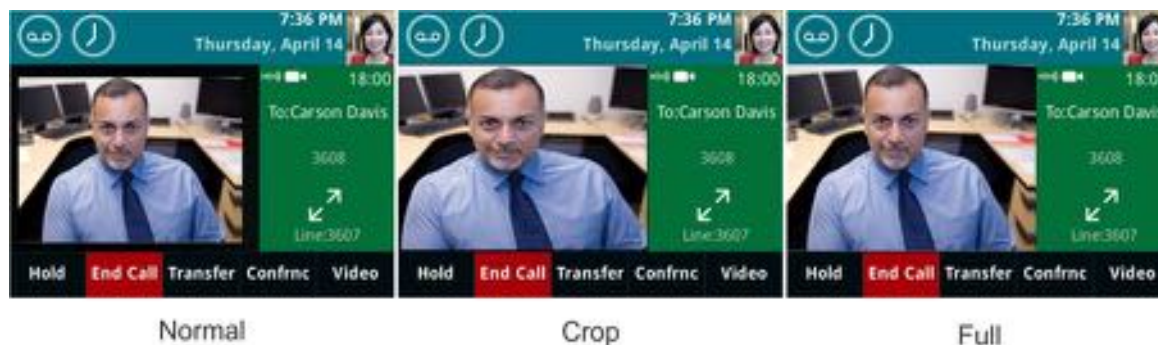 7:36 PM
Thursday, April 14
18:00
To:Carson Davis
3608
Line:3607
Hold End Call Transfer Confrnc Video
Normal
7:36 PM
Thursday, April 14
18:00
To:Carson Davis
3608
Line:3607
Hold End Call Transfer Confrnc Video
Crop
7:36 PM
Thursday, April 14
18:0
To:Carson Davis
3608
Line:3607
Hold End Call Transfer Confrnc Video
Full